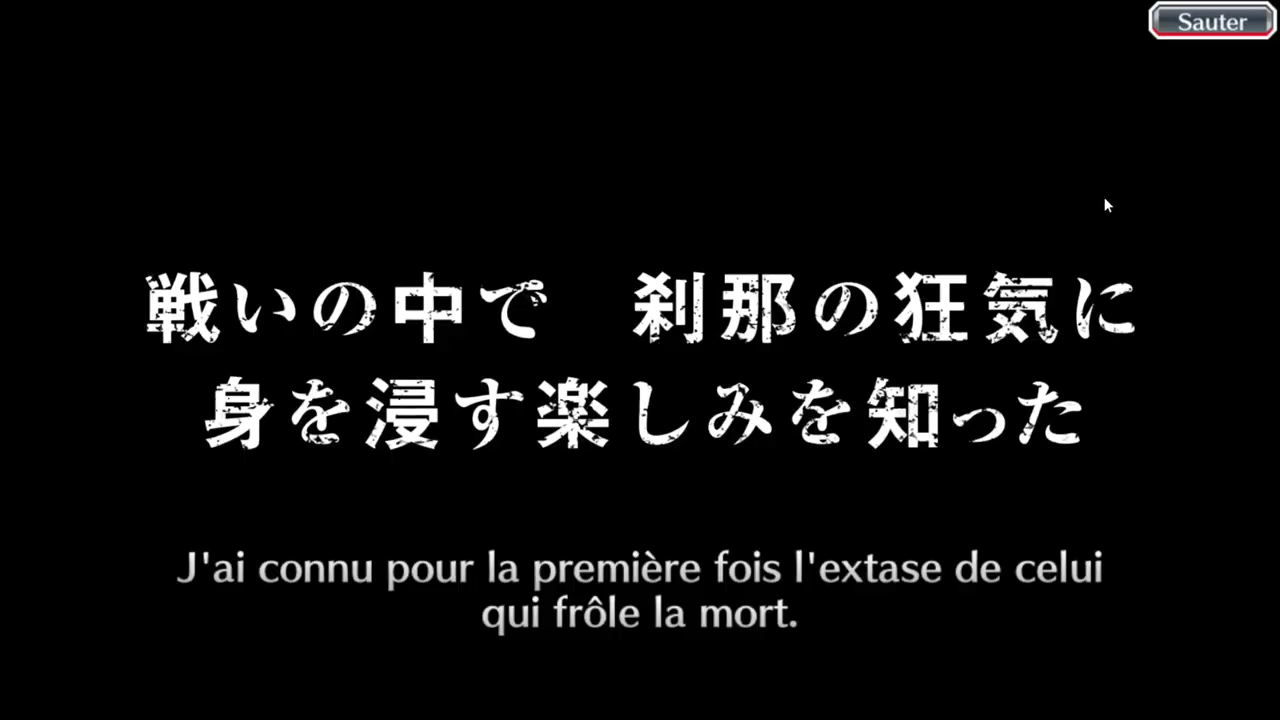 Sauter
戦いの中で 刹那の狂気に
身を浸す楽しみを知った
J'ai connu pour la première fois l'extase de celui
qui frôle la mort.